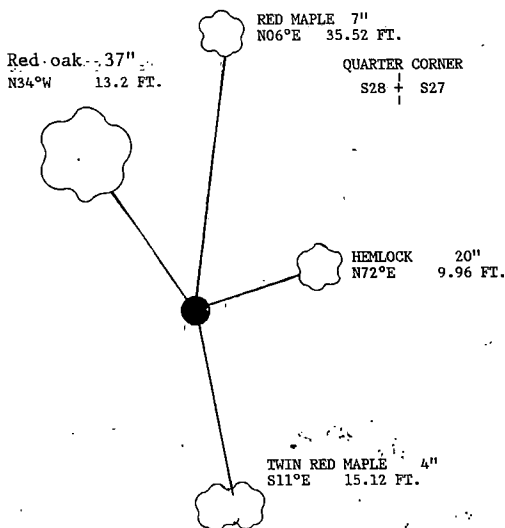 RED MAPLE 7"
N06°E 35.52 FT.
Red oak 37"
N34°W 13.2 FT.
QUARTER CORNER
S28 + S27
HEMLOCK 20"
N72°E 9.96 FT.
TWIN RED MAPLE 4"
S11°E 15.12 FT.